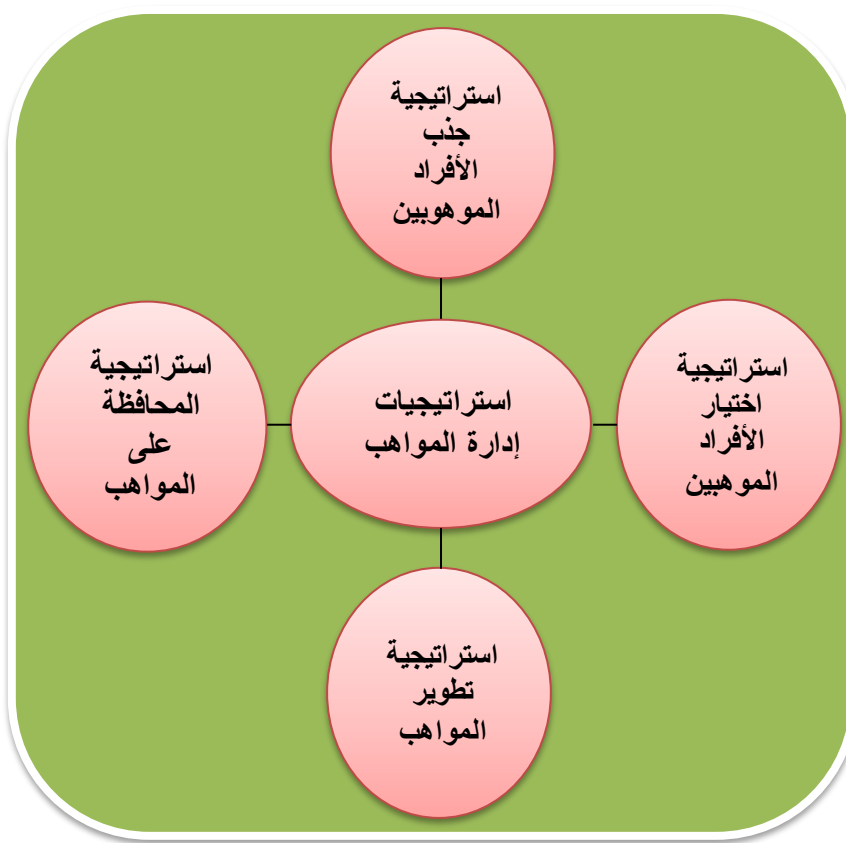 استراتيجية
جذب
الأفراد
الموهوبين
استراتيجية
اختيار
الأفراد
الموهبين
استراتيجيات
إدارة المواهب
استراتيجية
المحافظة
على
المواهب
استراتيجية
تطوير
المواهب